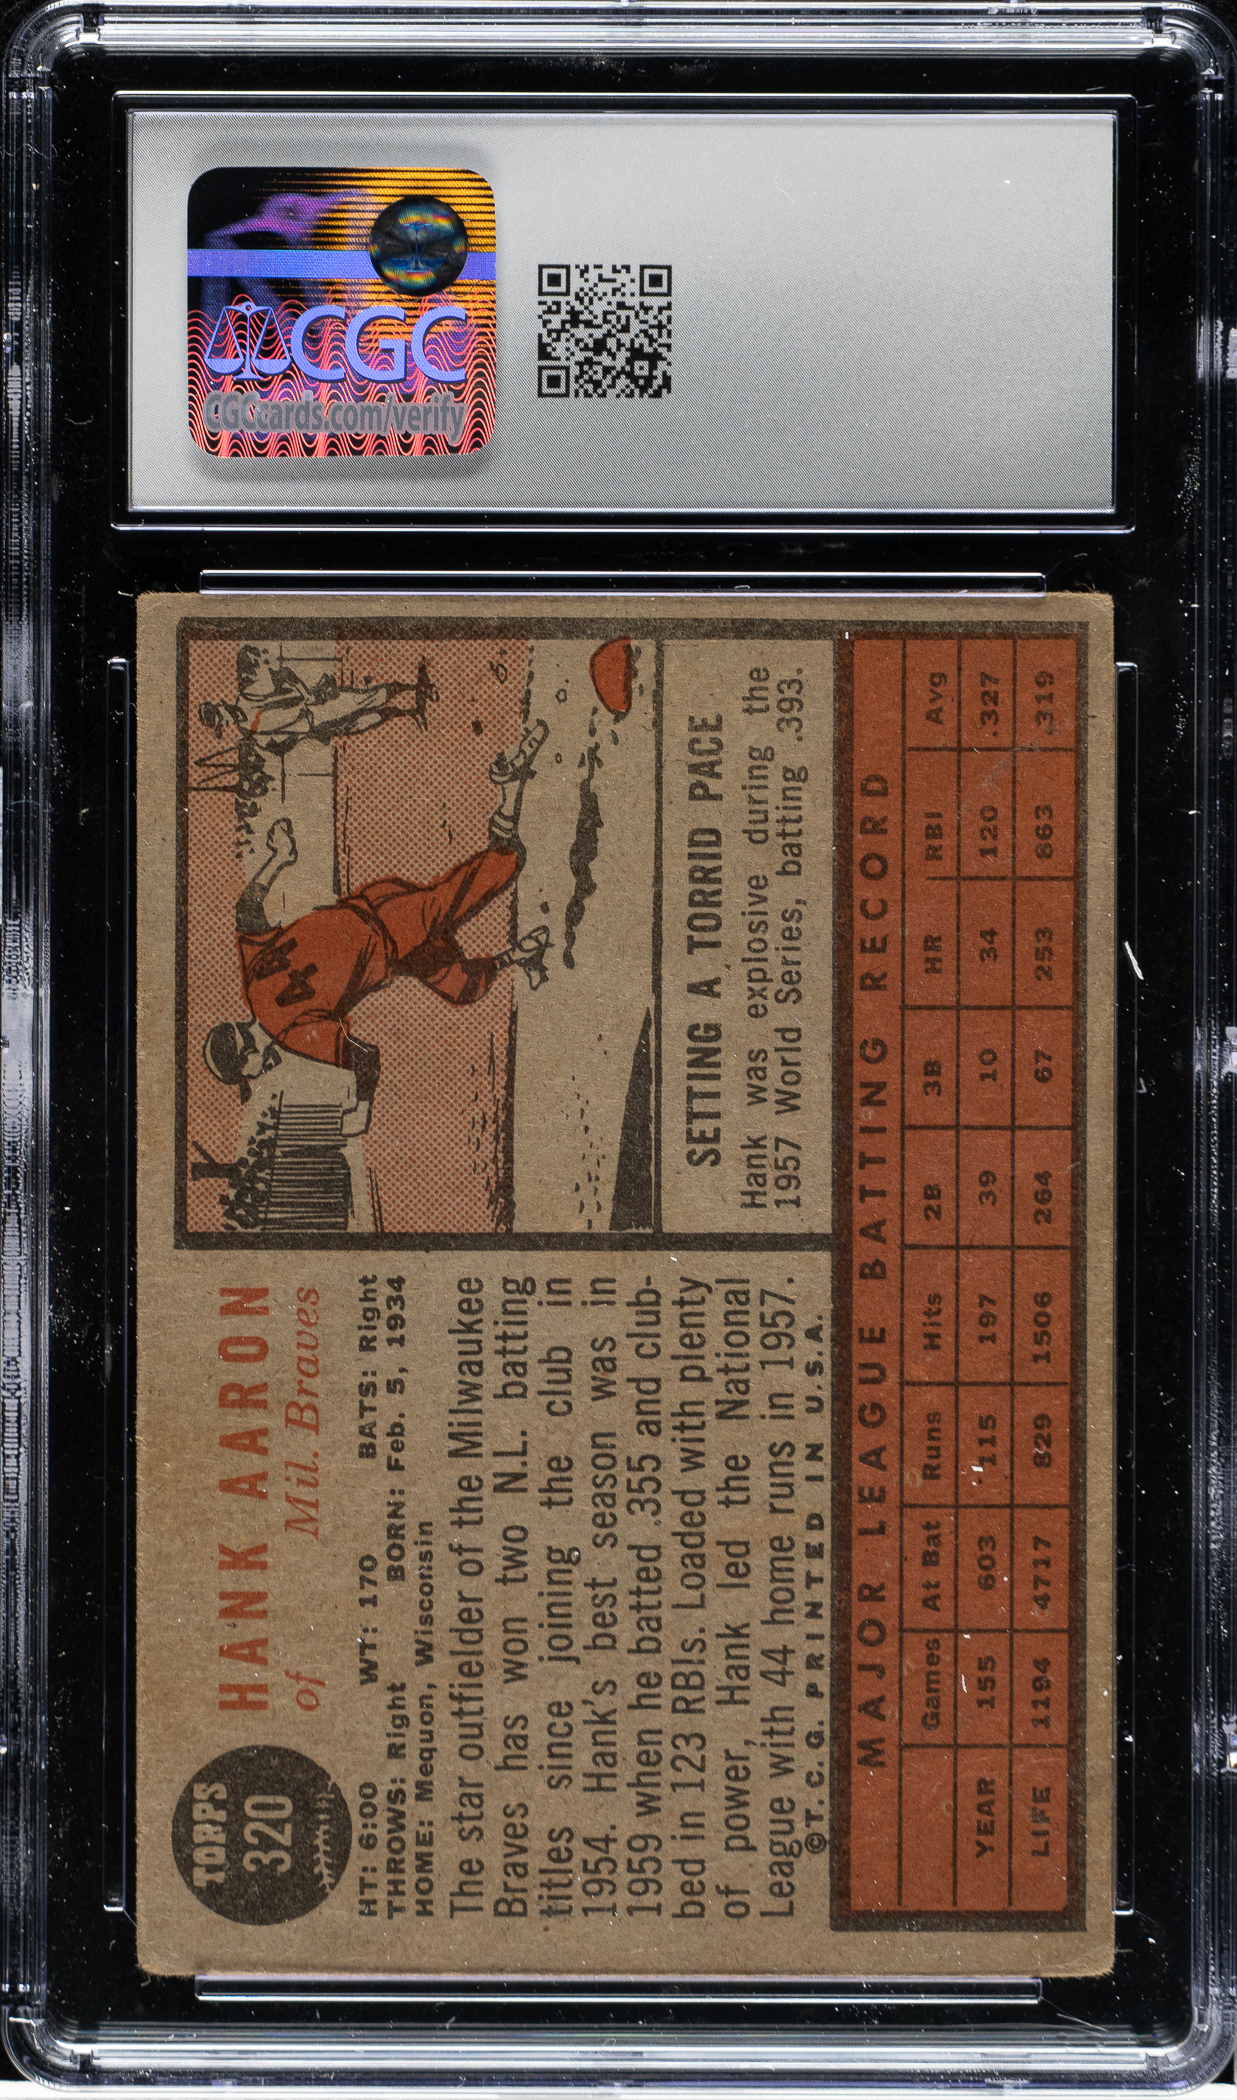 CGC
CGCcards.com/verify
TOPPS
320
HANK AARON
of Mil. Braves
HT: 6:00 WT: 170 BATS: Right
THROWS: Right BORN: Feb. 5, 1934
HOME: Mequon, Wisconsin
The star outfielder of the Milwaukee
Braves has won two N.L. batting
titles since joining the club in
1954. Hank's best season was in
1959 when he batted .355 and club-
bed in 123 RBIs. Loaded with plenty
of power, Hank led the National
League with 44 home runs in 1957.
©T.C.G. PRINTED IN U.S.A.
K
44
SETTING A TORRID PACE
Hank was explosive during the
1957 World Series, batting .393.
MAJOR LEAGUE BATTING RECORD
Games At Bat Runs Hits 2B 3B HR RBI Avg
YEAR 155 603 115 197 39 10 34 120 .327
LIFE 1194 4717 829 1506 264 67 253 863 .319